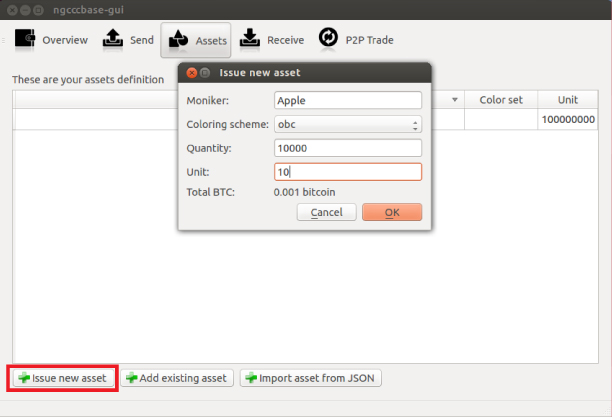 ngcccbase-gui
Overview Send Assets Receive P2P Trade
These are your assets definition
Color set Unit
100000000
Issue new asset
Moniker: Apple
Coloring scheme: obc
Quantity: 10000
Unit: 10
Total BTC: 0.001 bitcoin
Cancel OK
Issue new asset Add existing asset Import asset from JSON